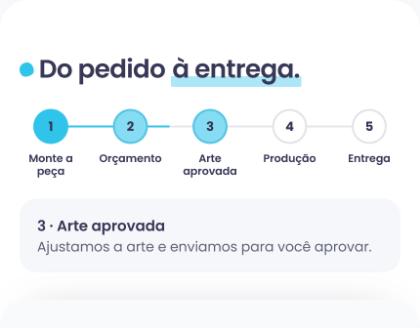 Do pedido à entrega.
1 2 3 4 5
Monte a peça
Orçamento
Arte aprovada
Produção
Entrega
3 · Arte aprovada
Ajustamos a arte e enviamos para você aprovar.